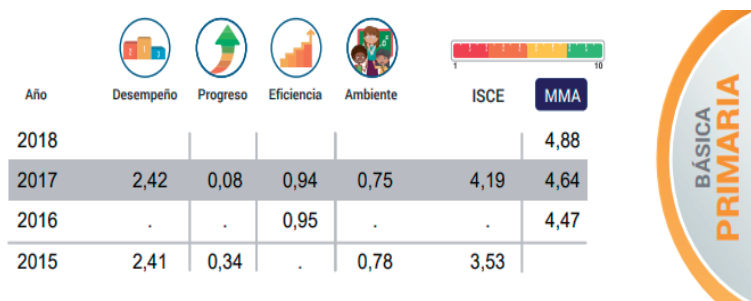 1 10
Año Desempeño Progreso Eficiencia Ambiente ISCE MMA
2018 4,88
2017 2,42 0,08 0,94 0,75 4,19 4,64
2016 . . 0,95 . . 4,47
2015 2,41 0,34 . 0,78 3,53
BÁSICA
PRIMARIA